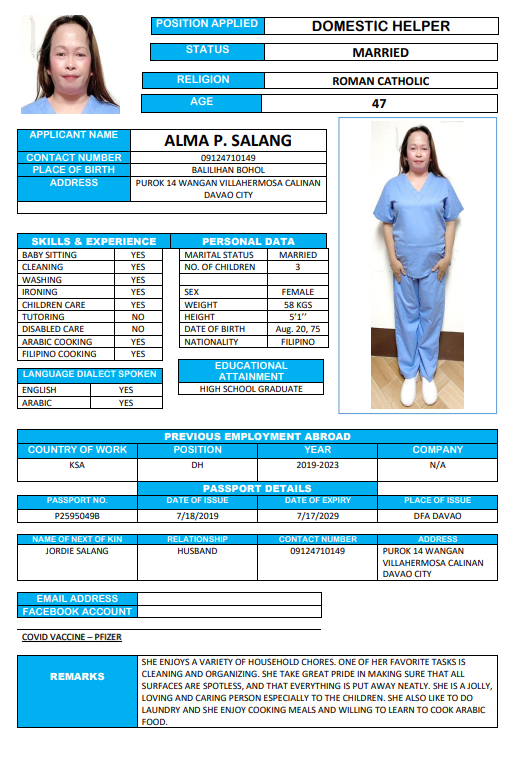 POSITION APPLIED DOMESTIC HELPER
STATUS MARRIED
RELIGION ROMAN CATHOLIC
AGE 47
APPLICANT NAME ALMA P. SALANG
CONTACT NUMBER 09124710149
PLACE OF BIRTH BALILIHAN BOHOL
ADDRESS PUROK 14 WANGAN VILLAHERMOSA CALINAN
DAVAO CITY
SKILLS & EXPERIENCE
BABY SITTING YES
CLEANING YES
WASHING YES
IRONING YES
CHILDREN CARE YES
TUTORING NO
DISABLED CARE NO
ARABIC COOKING YES
FILIPINO COOKING YES
PERSONAL DATA
MARITAL STATUS MARRIED
NO. OF CHILDREN 3
SEX FEMALE
WEIGHT 58 KGS
HEIGHT 5'1''
DATE OF BIRTH Aug. 20, 75
NATIONALITY FILIPINO
LANGUAGE DIALECT SPOKEN
ENGLISH YES
ARABIC YES
EDUCATIONAL
ATTAINMENT
HIGH SCHOOL GRADUATE
PREVIOUS EMPLOYMENT ABROAD
COUNTRY OF WORK POSITION YEAR COMPANY
KSA DH 2019-2023 N/A
PASSPORT DETAILS
PASSPORT NO. DATE OF ISSUE DATE OF EXPIRY PLACE OF ISSUE
P2595049B 7/18/2019 7/17/2029 DFA DAVAO
NAME OF NEXT OF KIN RELATIONSHIP CONTACT NUMBER ADDRESS
JORDIE SALANG HUSBAND 09124710149 PUROK 14 WANGAN
VILLAHERMOSA CALINAN
DAVAO CITY
EMAIL ADDRESS
FACEBOOK ACCOUNT
COVID VACCINE – PFIZER
REMARKS
SHE ENJOYS A VARIETY OF HOUSEHOLD CHORES. ONE OF HER FAVORITE TASKS IS
CLEANING AND ORGANIZING. SHE TAKE GREAT PRIDE IN MAKING SURE THAT ALL
SURFACES ARE SPOTLESS, AND THAT EVERYTHING IS PUT AWAY NEATLY. SHE IS A JOLLY,
LOVING AND CARING PERSON ESPECIALLY TO THE CHILDREN. SHE ALSO LIKE TO DO
LAUNDRY AND SHE ENJOY COOKING MEALS AND WILLING TO LEARN TO COOK ARABIC
FOOD.